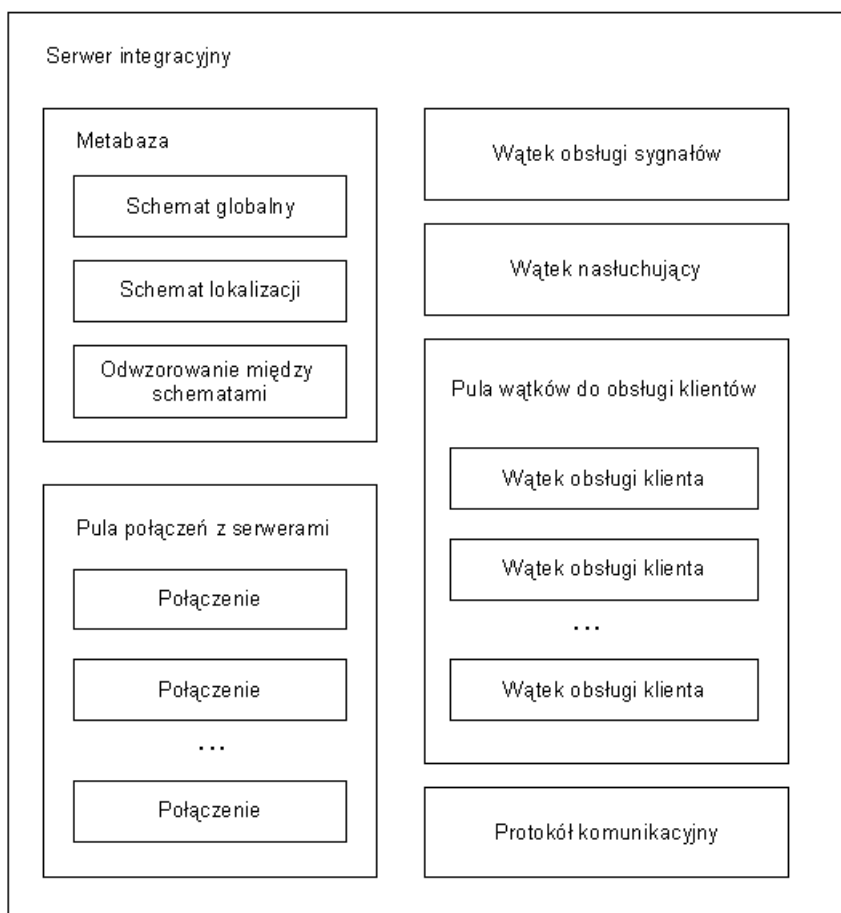 Serwer integracyjny
Metabaza
Schemat globalny
Schemat lokalizacji
Odwzorowanie między
schematami
Pula połączeń z serwerami
Połączenie
Połączenie
...
Połączenie
Wątek obsługi sygnałów
Wątek nasłuchujący
Pula wątków do obsługi klientów
Wątek obsługi klienta
Wątek obsługi klienta
...
Wątek obsługi klienta
Protokół komunikacyjny